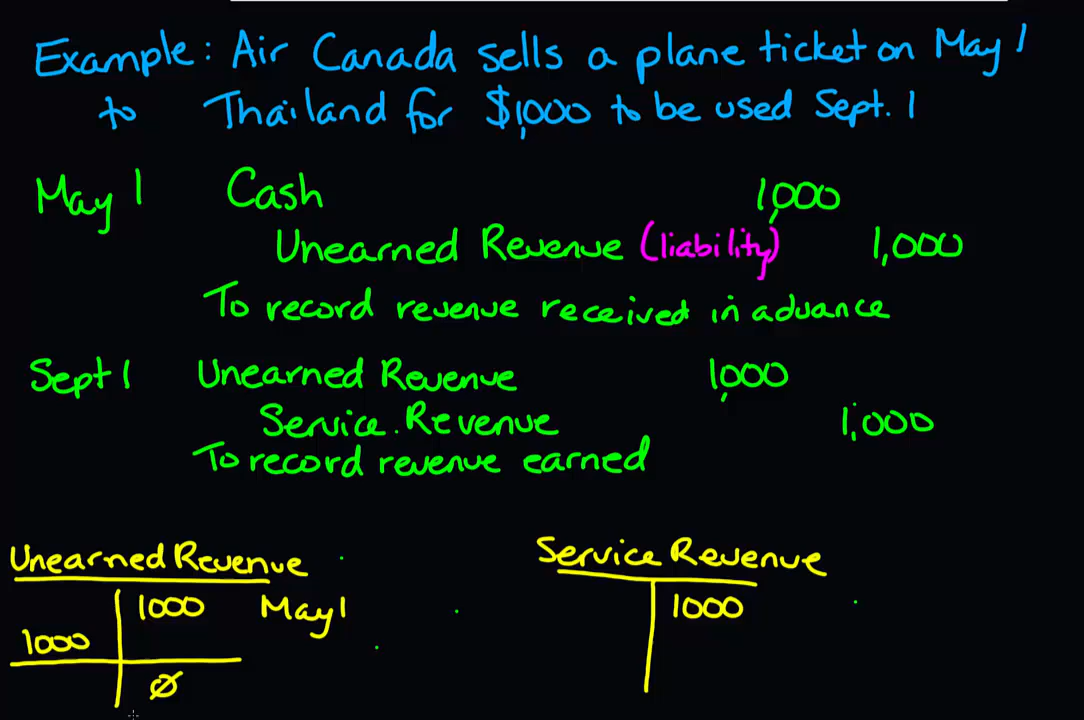 Example: Air Canada sells a plane ticket on May 1
to Thailand for $1,000 to be used Sept. 1
May 1 Cash 1,000
Unearned Revenue (liability) 1,000
To record revenue received in advance
Sept 1 Unearned Revenue 1,000
Service Revenue 1,000
To record revenue earned
Unearned Revenue Service Revenue
1000 May 1 1000
1000
Ø